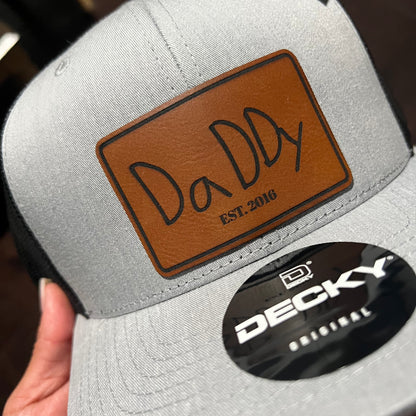 DaDDy
EST. 2016
D
DECKY
ORIGINAL